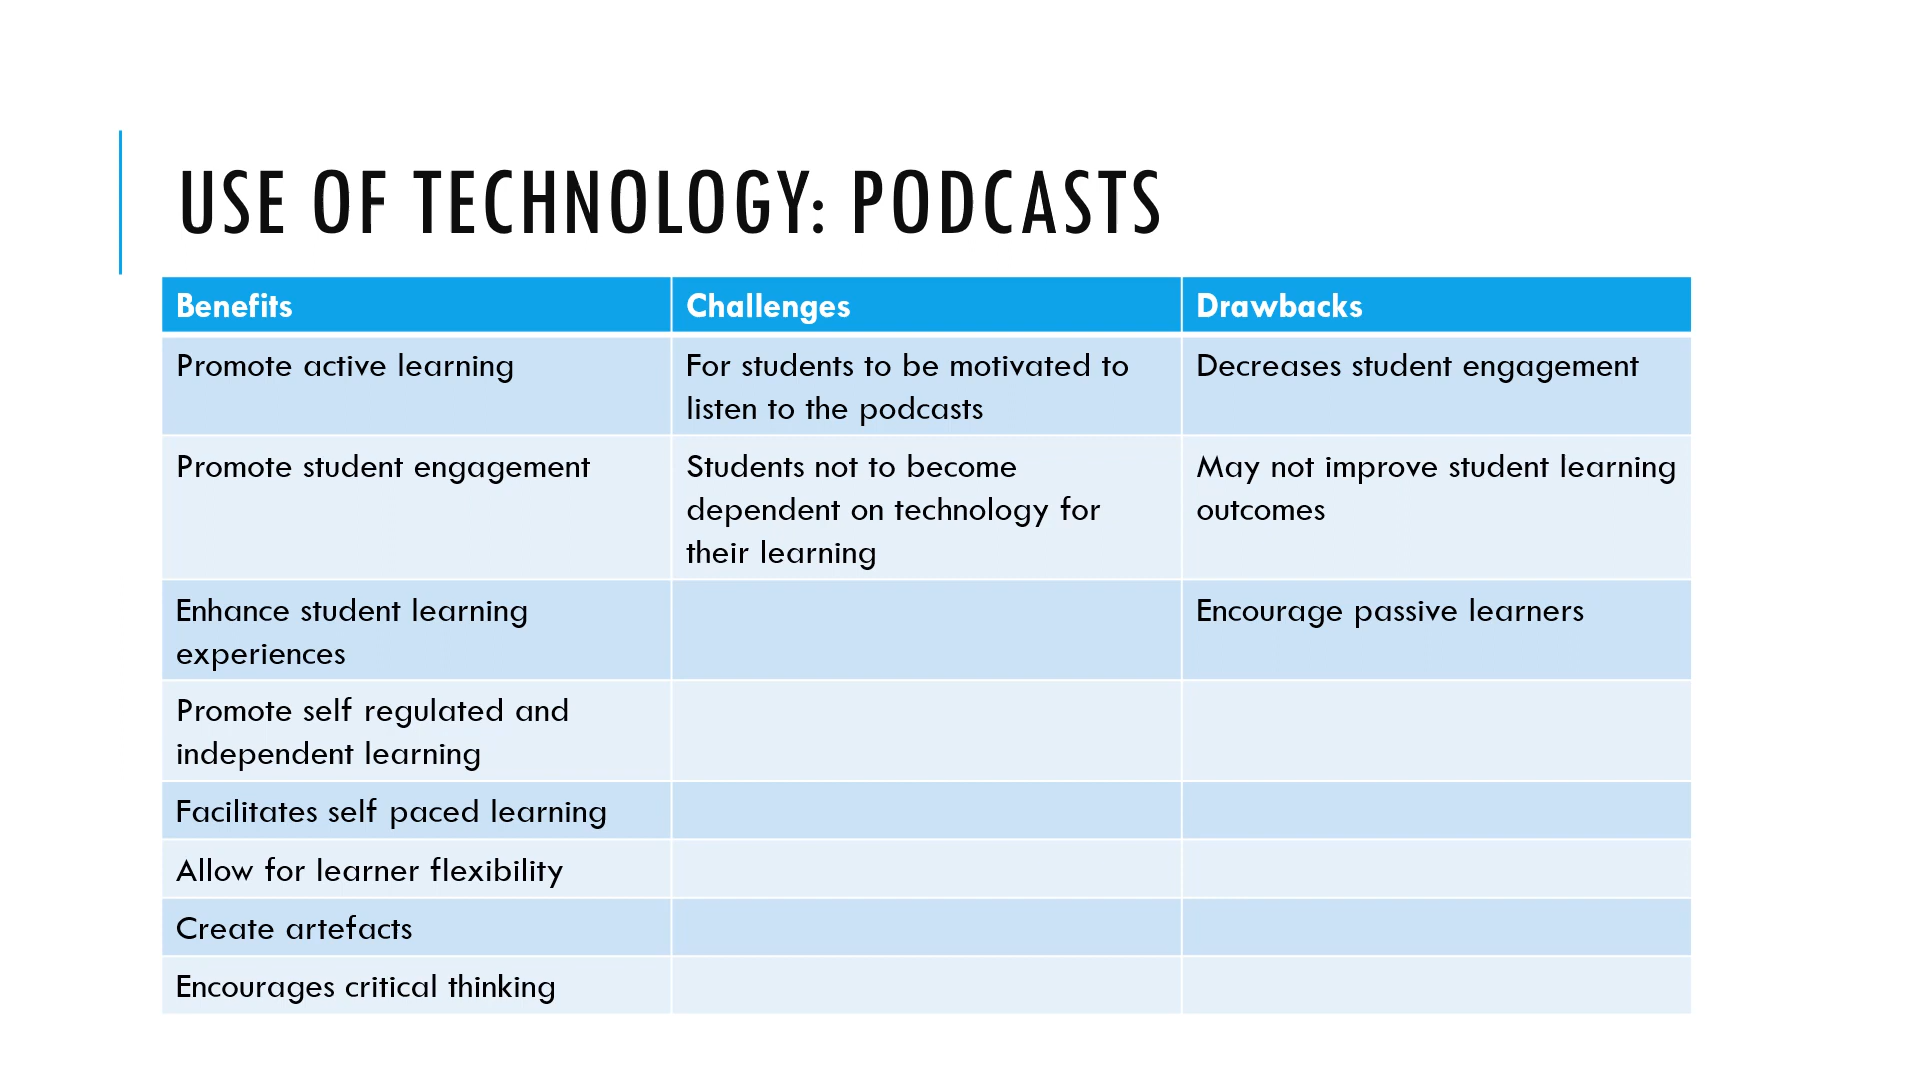 USE OF TECHNOLOGY: PODCASTS
Benefits
Challenges
Drawbacks
Promote active learning
For students to be motivated to
listen to the podcasts
Decreases student engagement
Promote student engagement
Students not to become
dependent on technology for
their learning
May not improve student learning
outcomes
Enhance student learning
experiences
Encourage passive learners
Promote self regulated and
independent learning
Facilitates self paced learning
Allow for learner flexibility
Create artefacts
Encourages critical thinking